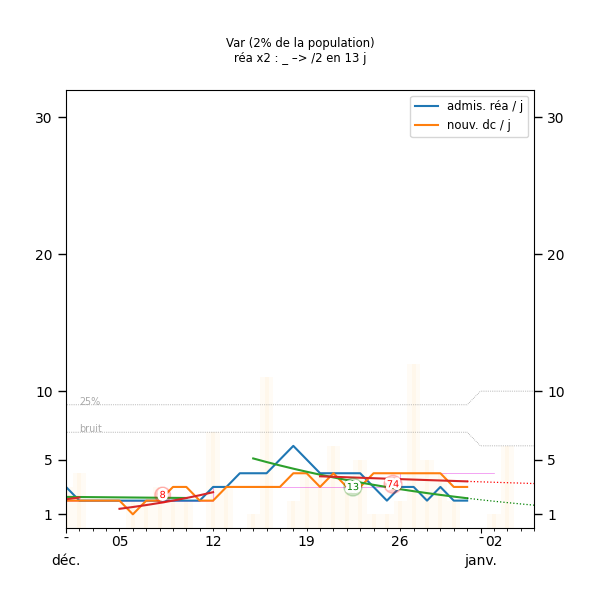 Var (2% de la population)
réa x2 : _ –> /2 en 13 j
admis. réa / j
nouv. dc / j
30 30
20 20
10 10
25%
bruit
5 5
8 13 74
1 1
- 05 12 19 26 - 02
déc. janv.